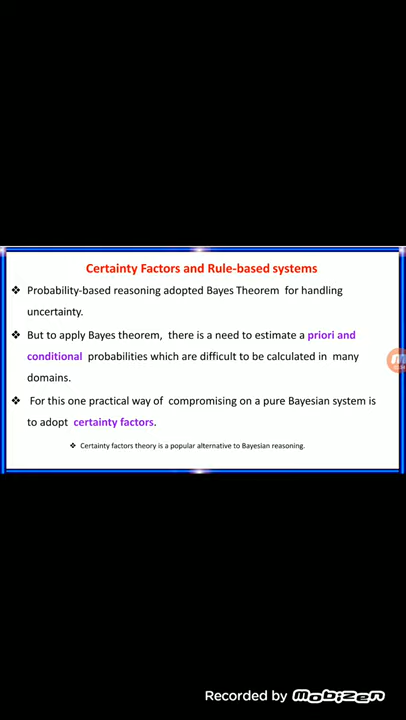 Certainty Factors and Rule-based systems
❖ Probability-based reasoning adopted Bayes Theorem for handling
uncertainty.
❖ But to apply Bayes theorem, there is a need to estimate a priori and
conditional probabilities which are difficult to be calculated in many
domains.
❖ For this one practical way of compromising on a pure Bayesian system is
to adopt certainty factors.
❖ Certainty factors theory is a popular alternative to Bayesian reasoning.
Recorded by Mobizen